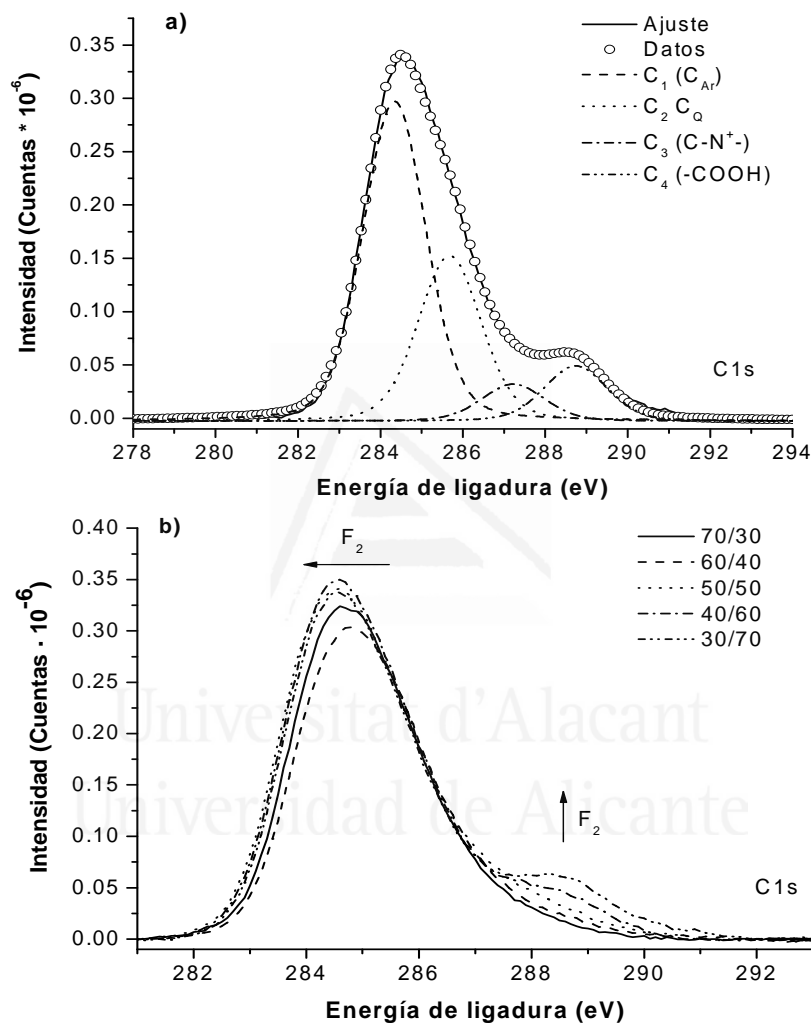 a)
Ajuste
Datos
C₁ (C_Ar)
C₂ C_Q
C₃ (C-N⁺-)
C₄ (-COOH)
C1s
Intensidad (Cuentas * 10⁻⁶)
0.35
0.30
0.25
0.20
0.15
0.10
0.05
0.00
278 280 282 284 286 288 290 292 294
Energía de ligadura (eV)
b)
F₂
70/30
60/40
50/50
40/60
30/70
F₂
C1s
Intensidad (Cuentas · 10⁻⁶)
0.40
0.35
0.30
0.25
0.20
0.15
0.10
0.05
0.00
282 284 286 288 290 292
Energía de ligadura (eV)
Universitat d'Alacant
Universidad de Alicante